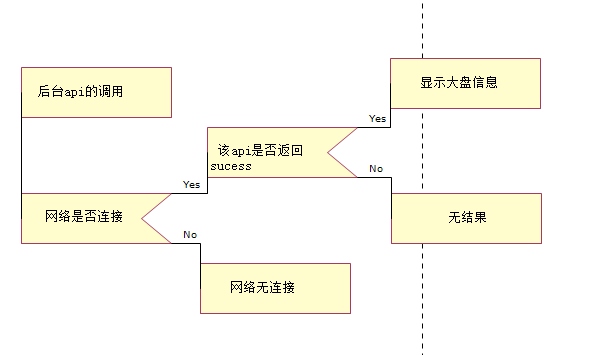 后台api的调用
显示大盘信息
Yes
该api是否返回
sucess
No
Yes
网络是否连接
无结果
No
网络无连接